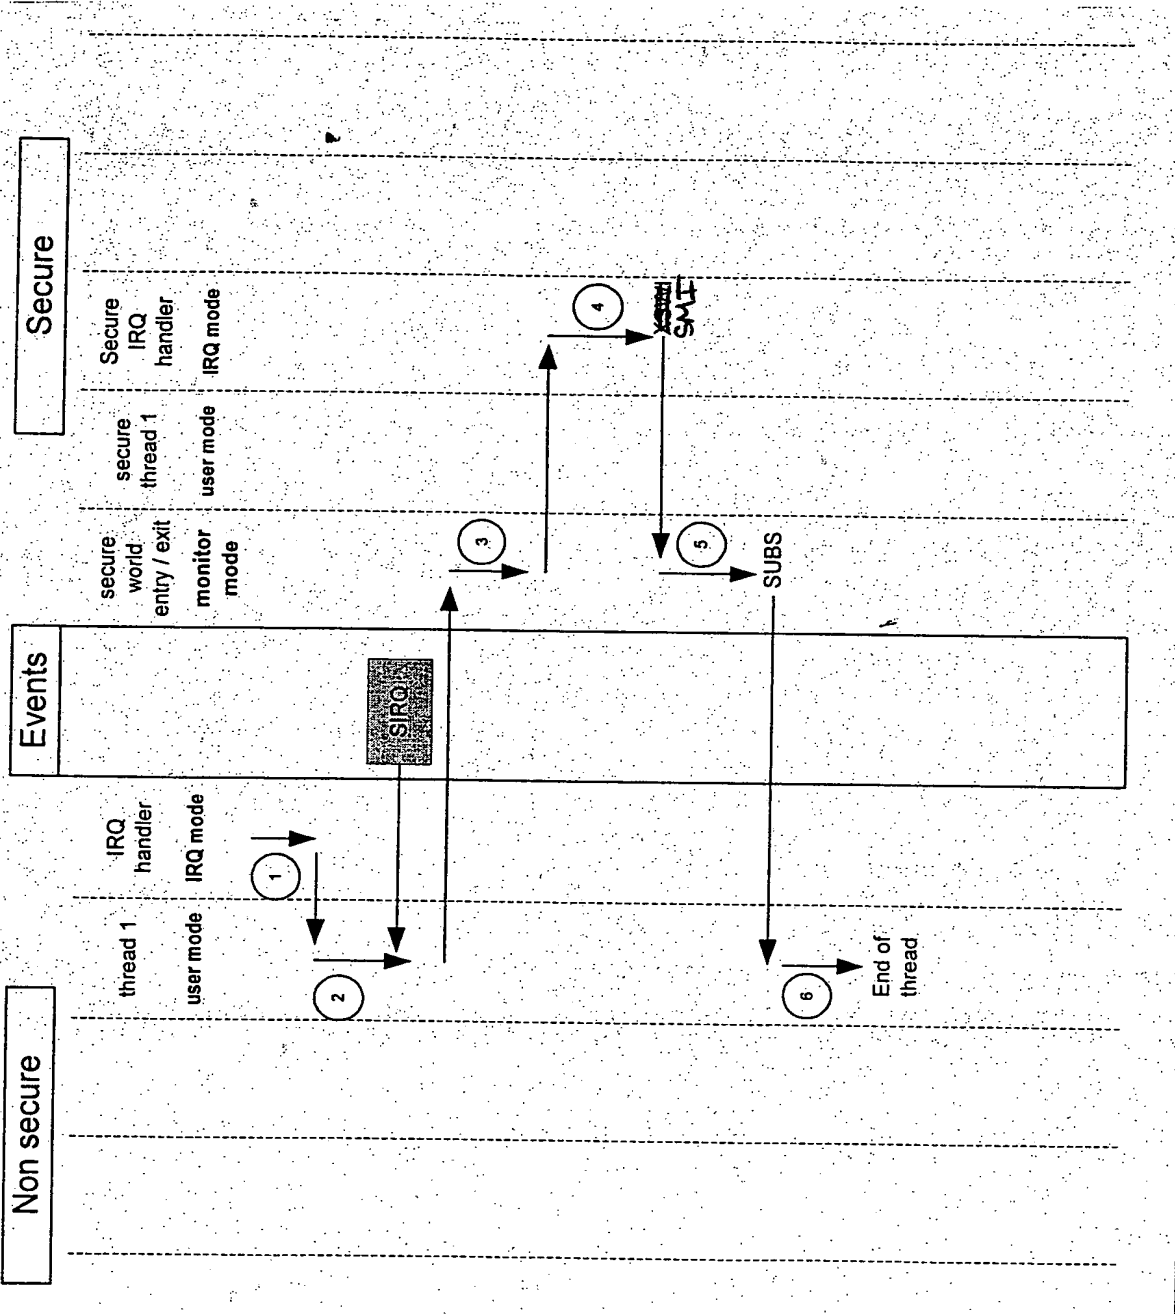 Non secure
Events
Secure
thread 1
user mode
IRQ
handler
IRQ mode
secure
world
entry / exit
monitor
mode
secure
thread 1
user mode
Secure
IRQ
handler
IRQ mode
1
2
SIRQ
3
4
SMI
5
SUBS
6
End of
thread